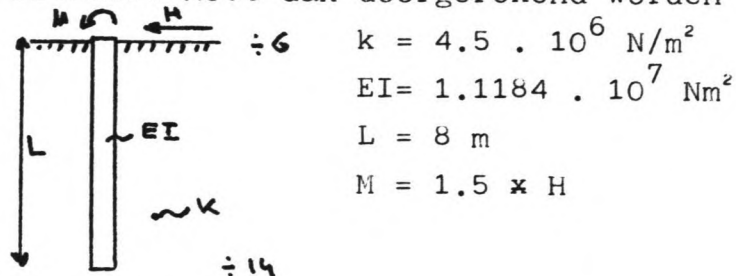 dan doorgerekend worden
M H
÷6
k = 4.5 . 10⁶ N/m²
EI= 1.1184 . 10⁷ Nm²
L EI
L = 8 m
M = 1.5 x H
K
÷14